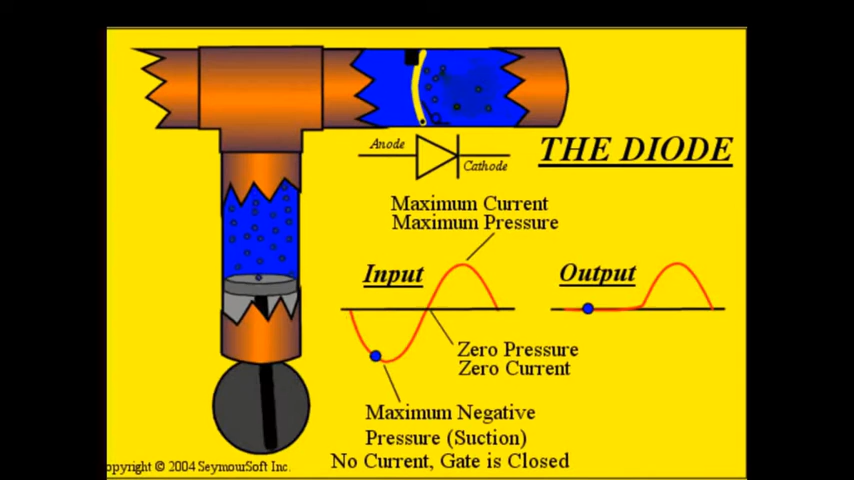 Anode
Cathode
THE DIODE
Maximum Current
Maximum Pressure
Input
Output
Zero Pressure
Zero Current
Maximum Negative
Pressure (Suction)
No Current, Gate is Closed
opyright © 2004 SeymourSoft Inc.